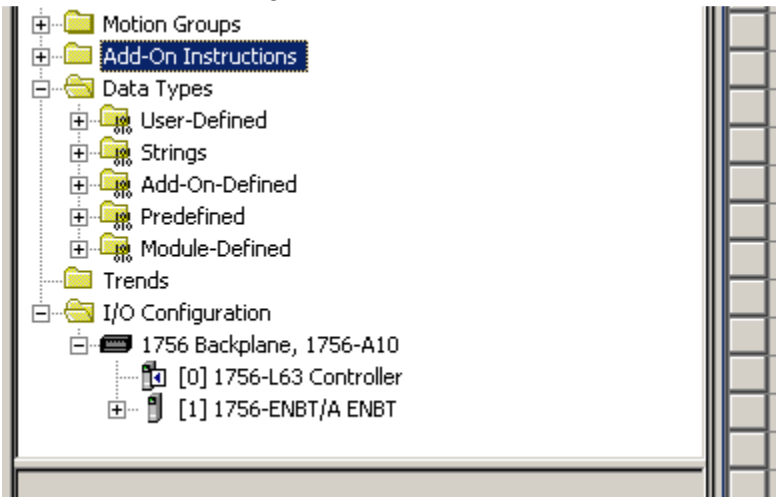 Motion Groups
Add-On Instructions
Data Types
User-Defined
Strings
Add-On-Defined
Predefined
Module-Defined
Trends
I/O Configuration
1756 Backplane, 1756-A10
[0] 1756-L63 Controller
[1] 1756-ENBT/A ENBT